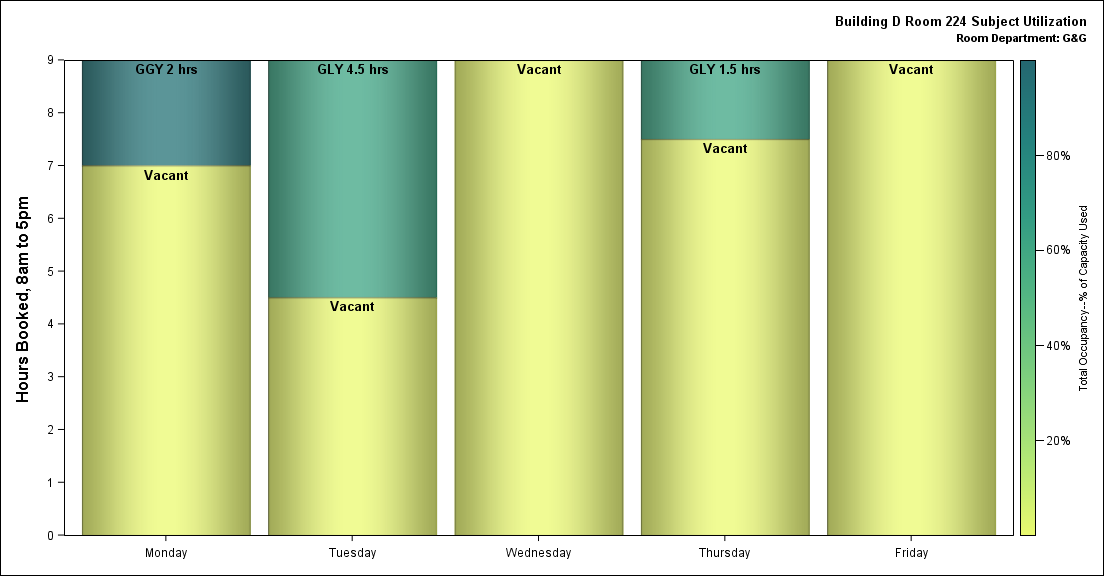 Building D Room 224 Subject Utilization
Room Department: G&G
Hours Booked, 8am to 5pm
9
8
7
6
5
4
3
2
1
0
GGY 2 hrs
Vacant
GLY 4.5 hrs
Vacant
Vacant
GLY 1.5 hrs
Vacant
Vacant
Monday
Tuesday
Wednesday
Thursday
Friday
80%
60%
40%
20%
Total Occupancy--% of Capacity Used